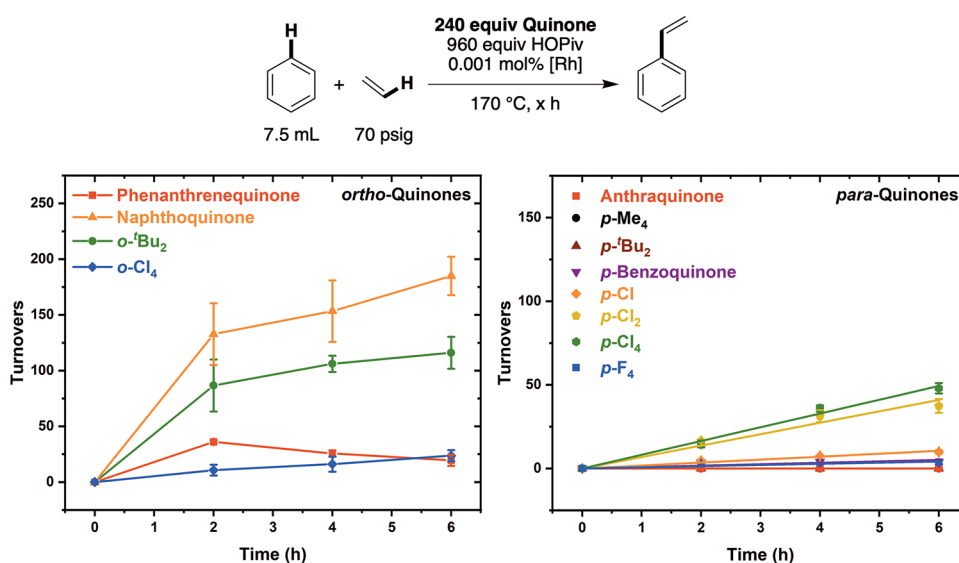 240 equiv Quinone
960 equiv HOPiv
0.001 mol% [Rh]
170 °C, x h
H
+
H
7.5 mL
70 psig
ortho-Quinones
Phenanthrenequinone
Naphthoquinone
o-ᵗBu₂
o-Cl₄
Turnovers
250
200
150
100
50
0
0 1 2 3 4 5 6
Time (h)
para-Quinones
Anthraquinone
p-Me₄
p-ᵗBu₂
p-Benzoquinone
p-Cl
p-Cl₂
p-Cl₄
p-F₄
Turnovers
150
100
50
0
0 1 2 3 4 5 6
Time (h)